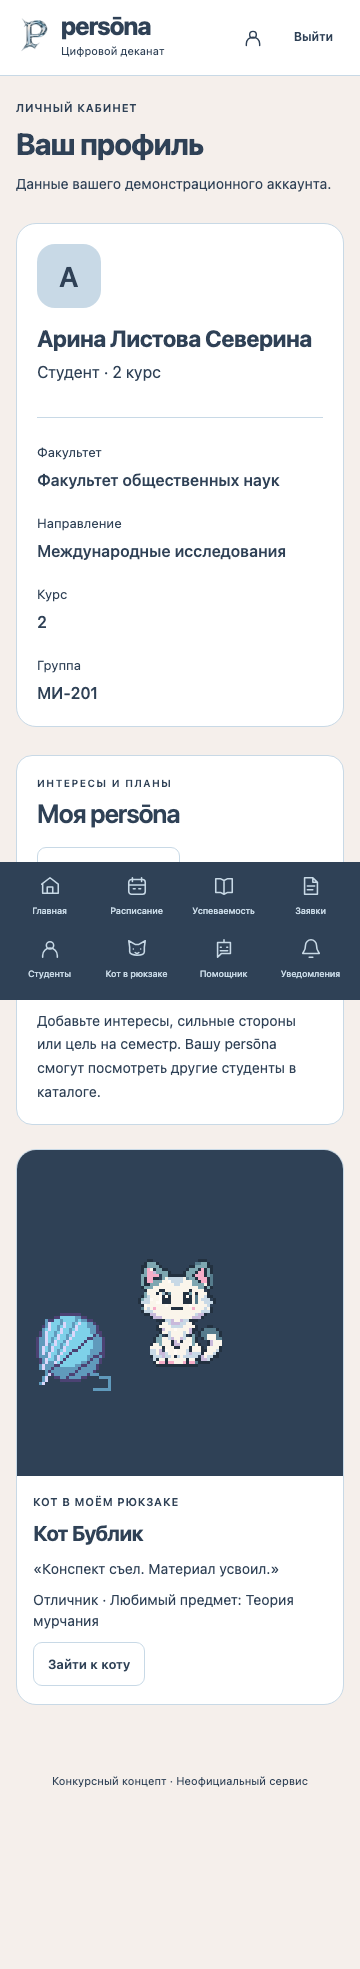 persōna
Цифровой деканат
Выйти
ЛИЧНЫЙ КАБИНЕТ
Ваш профиль
Данные вашего демонстрационного аккаунта.
А
Арина Листова Северина
Студент · 2 курс
Факультет
Факультет общественных наук
Направление
Международные исследования
Курс
2
Группа
МИ-201
ИНТЕРЕСЫ И ПЛАНЫ
Моя persōna
Главная
Расписание
Успеваемость
Заявки
Студенты
Кот в рюкзаке
Помощник
Уведомления
Добавьте интересы, сильные стороны
или цель на семестр. Вашу persōna
смогут посмотреть другие студенты в
каталоге.
КОТ В МОЁМ РЮКЗАКЕ
Кот Бублик
«Конспект съел. Материал усвоил.»
Отличник · Любимый предмет: Теория
мурчания
Зайти к коту
Конкурсный концепт · Неофициальный сервис